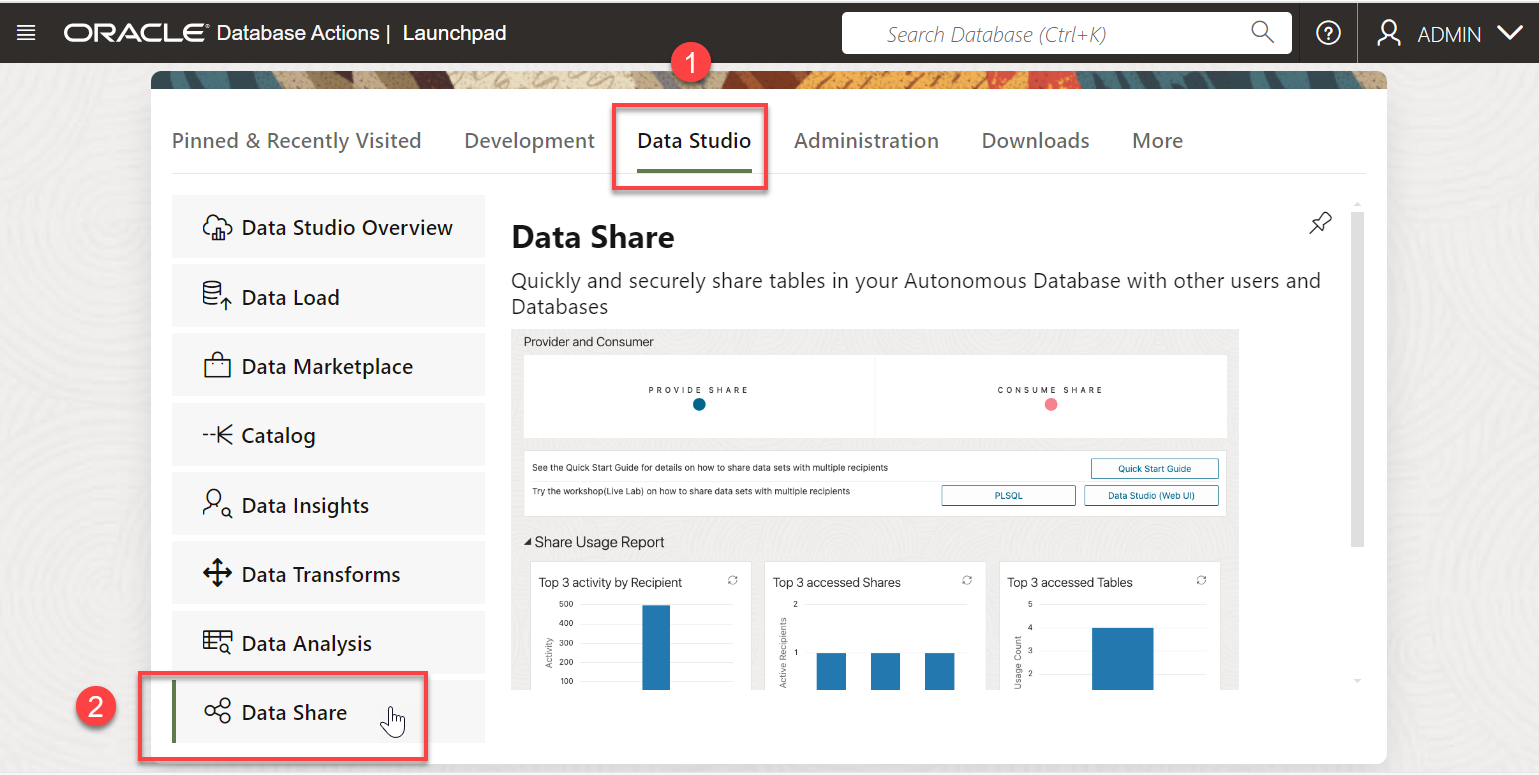 ORACLE® Database Actions | Launchpad
Search Database (Ctrl+K)
ADMIN
1
Pinned & Recently Visited
Development
Data Studio
Administration
Downloads
More
Data Studio Overview
Data Load
Data Marketplace
Catalog
Data Insights
Data Transforms
Data Analysis
2
Data Share
Data Share
Quickly and securely share tables in your Autonomous Database with other users and
Databases
Provider and Consumer
PROVIDE SHARE
CONSUME SHARE
See the Quick Start Guide for details on how to share data sets with multiple recipients
Quick Start Guide
Try the workshop(Live Lab) on how to share data sets with multiple recipients
PLSQL
Data Studio (Web UI)
Share Usage Report
Top 3 activity by Recipient
500
400
300
200
100
Activity
Top 3 accessed Shares
2
1
Active Recipients
Top 3 accessed Tables
5
4
3
2
Usage Count